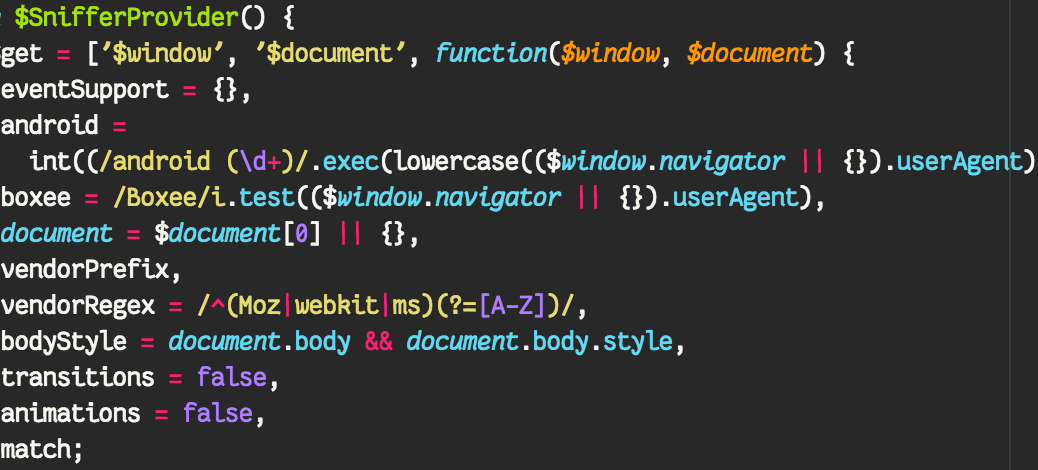 $SnifferProvider() {
get = ['$window', '$document', function($window, $document) {
eventSupport = {},
android =
int((/android (\d+)/.exec(lowercase(($window.navigator || {}).userAgent)
boxee = /Boxee/i.test(($window.navigator || {}).userAgent),
document = $document[0] || {},
vendorPrefix,
vendorRegex = /^(Moz|webkit|ms)(?=[A-Z])/,
bodyStyle = document.body && document.body.style,
transitions = false,
animations = false,
match;